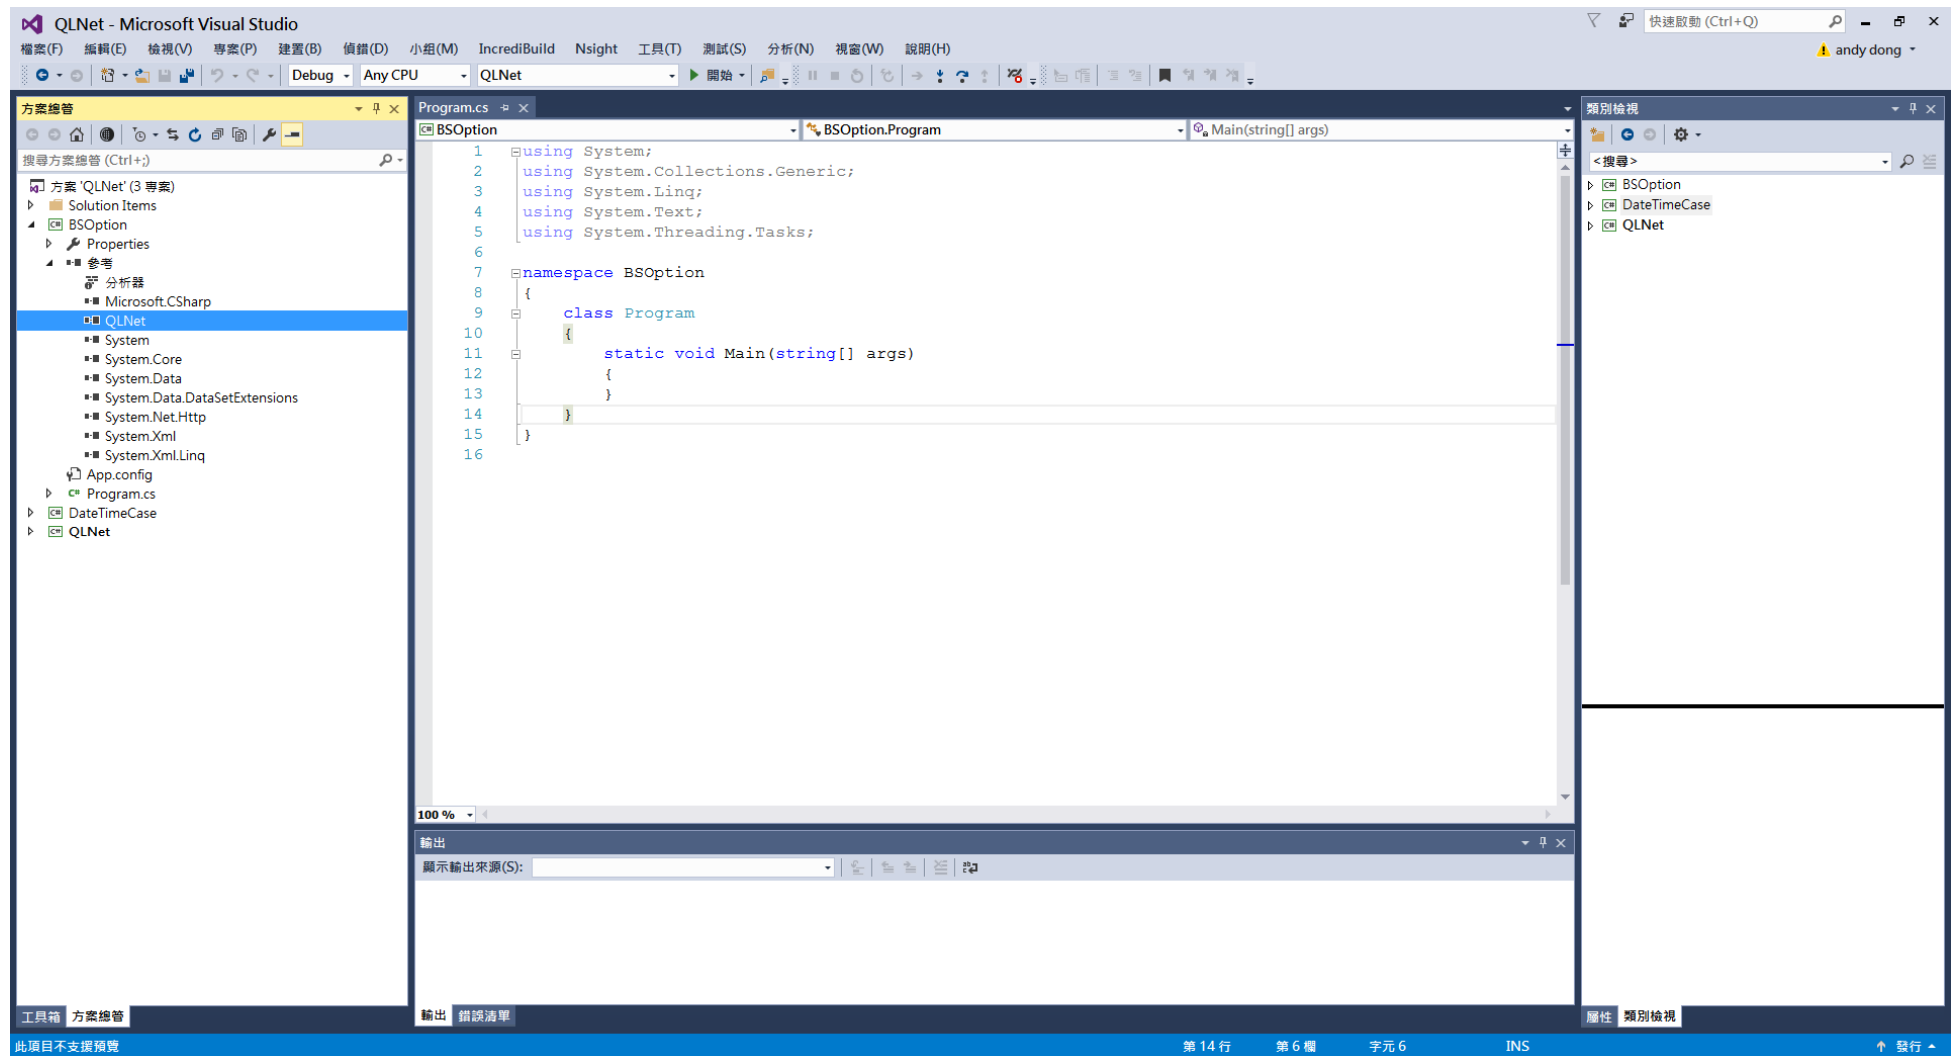 QLNet - Microsoft Visual Studio
快速啟動 (Ctrl+Q)
檔案(F) 編輯(E) 檢視(V) 專案(P) 建置(B) 偵錯(D) 小組(M) IncrediBuild Nsight 工具(T) 測試(S) 分析(N) 視窗(W) 說明(H)
andy dong
Debug Any CPU QLNet 開始
方案總管
搜尋方案總管 (Ctrl+;)
方案 'QLNet' (3 專案)
Solution Items
BSOption
Properties
參考
分析器
Microsoft.CSharp
QLNet
System
System.Core
System.Data
System.Data.DataSetExtensions
System.Net.Http
System.Xml
System.Xml.Linq
App.config
C# Program.cs
C# DateTimeCase
C# QLNet
工具箱 方案總管
Program.cs
C# BSOption BSOption.Program Main(string[] args)
1 using System;
2 using System.Collections.Generic;
3 using System.Linq;
4 using System.Text;
5 using System.Threading.Tasks;
6
7 namespace BSOption
8 {
9 class Program
10 {
11 static void Main(string[] args)
12 {
13 }
14 }
15 }
16
100 %
輸出
顯示輸出來源(S):
輸出 錯誤清單
類別檢視
<搜尋>
C# BSOption
C# DateTimeCase
C# QLNet
屬性 類別檢視
此項目不支援預覽 第 14 行 第 6 欄 字元 6 INS 發行